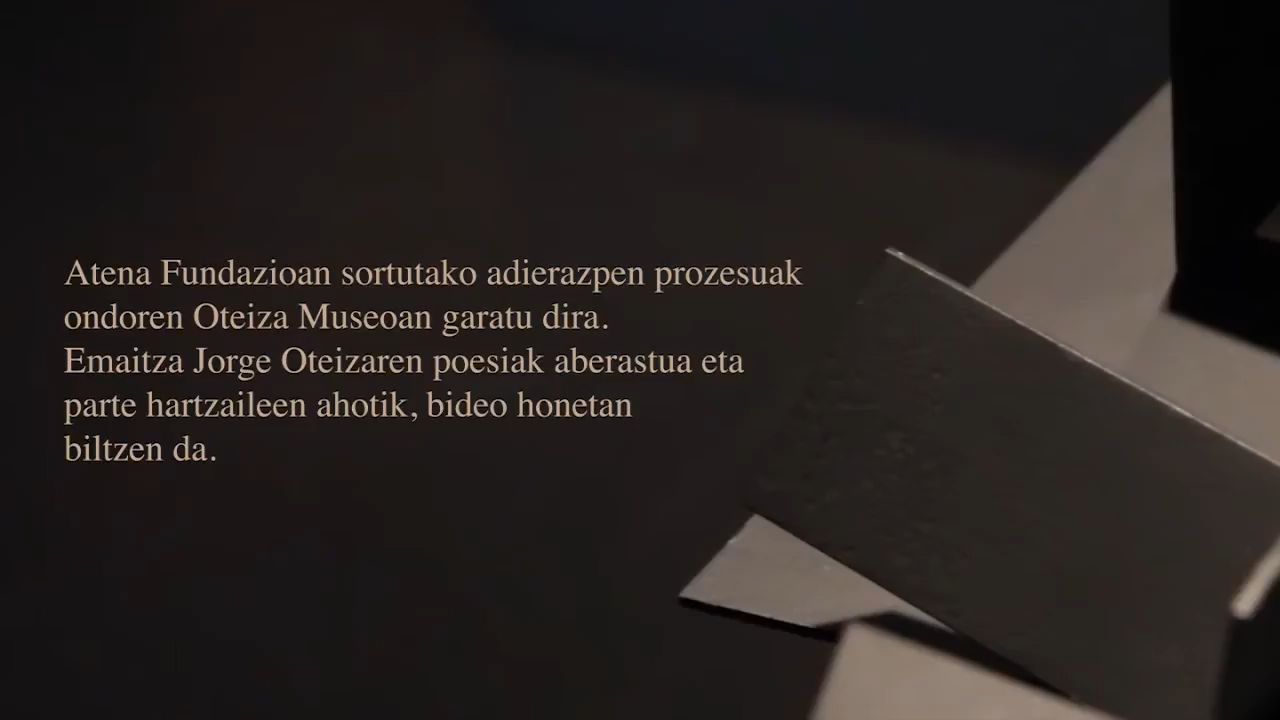 Atena Fundazioan sortutako adierazpen prozesuak
ondoren Oteiza Museoan garatu dira.
Emaitza Jorge Oteizaren poesiak aberastua eta
parte hartzaileen ahotik, bideo honetan
biltzen da.